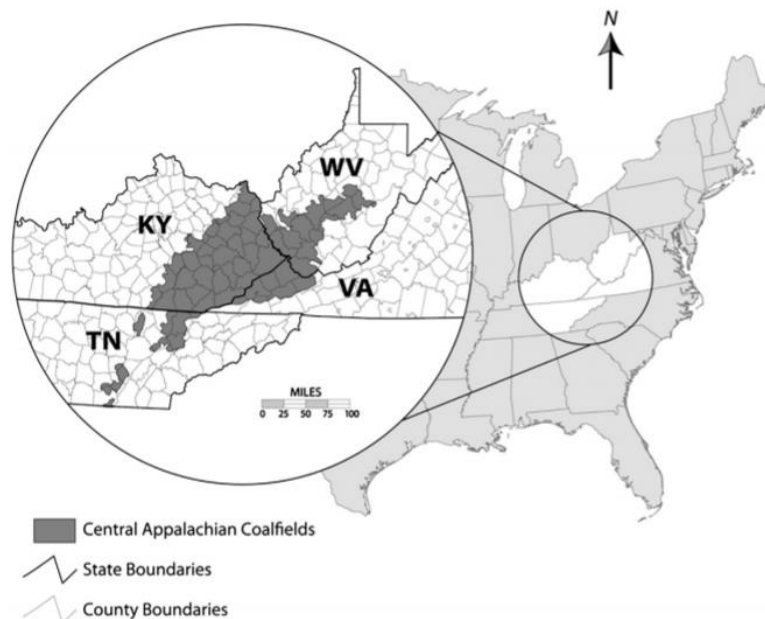 N
WV
KY
VA
TN
MILES
0 25 50 75 100
Central Appalachian Coalfields
State Boundaries
County Boundaries